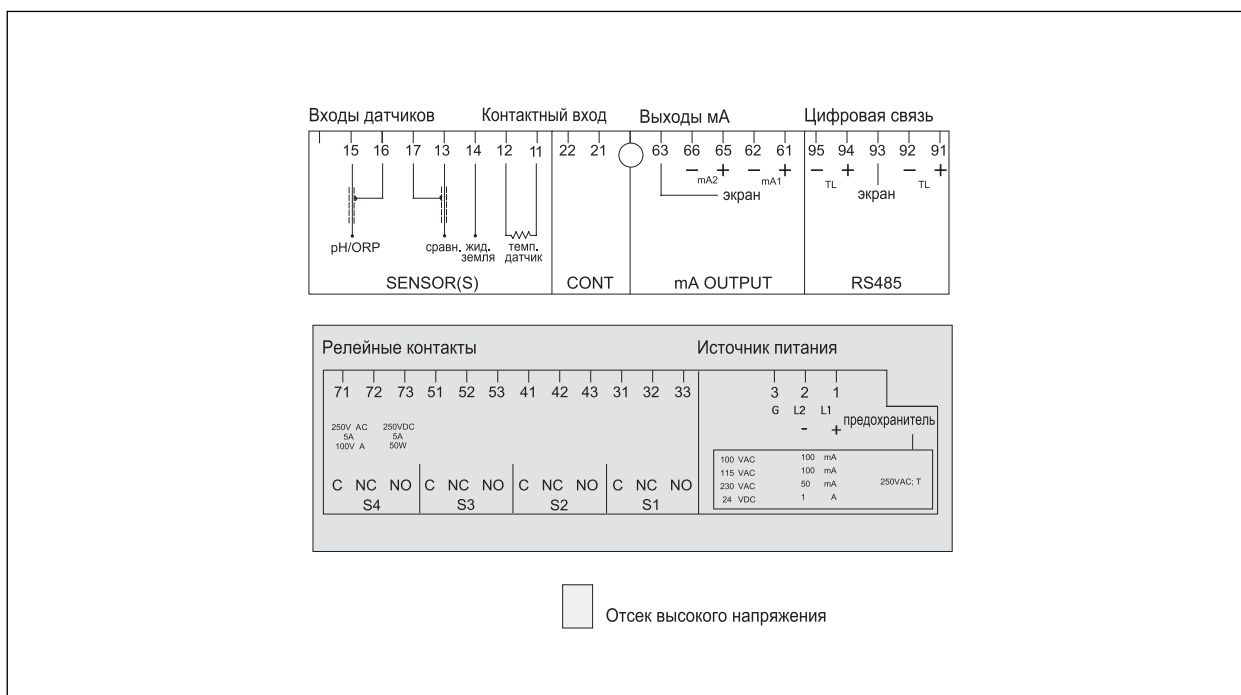 Входы датчиков Контактный вход Выходы мА Цифровая связь
15 16 17 13 14 12 11 22 21 63 66 65 62 61 95 94 93 92 91
− + − + − + − +
mA2 mA1 TL TL
экран экран
pH/ORP сравн. жид. темп.
земля датчик
SENSOR(S) CONT mA OUTPUT RS485
Релейные контакты Источник питания
71 72 73 51 52 53 41 42 43 31 32 33 3 2 1
G L2 L1
- + предохранитель
250V AC 250VDC
5A 5A
100V A 50W
100 VAC 100 mA
115 VAC 100 mA
230 VAC 50 mA 250VAC; T
24 VDC 1 A
C NC NO C NC NO C NC NO C NC NO
S4 S3 S2 S1
Отсек высокого напряжения